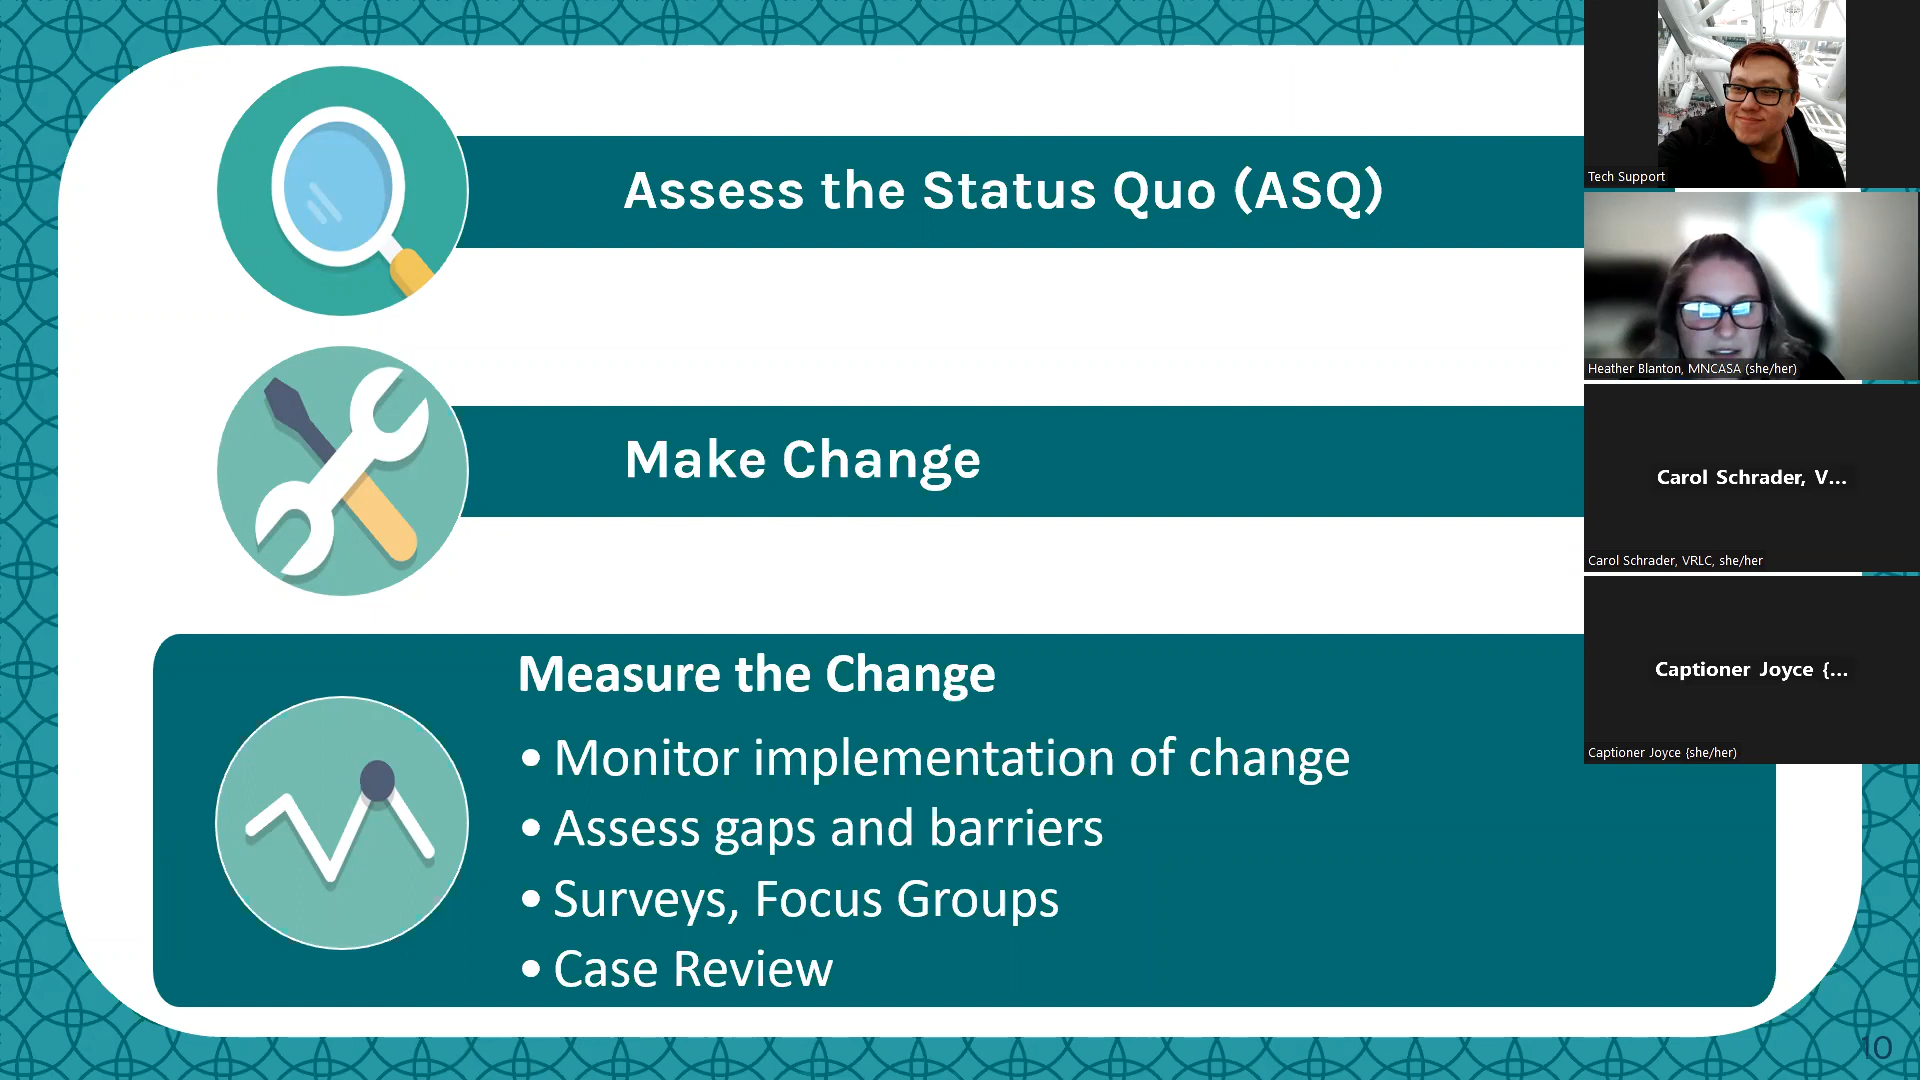 Assess the Status Quo (ASQ)
Make Change
Measure the Change
• Monitor implementation of change
• Assess gaps and barriers
• Surveys, Focus Groups
• Case Review
10
Tech Support
Heather Blanton, MNCASA (she/her)
Carol Schrader, V...
Carol Schrader, VRLC, she/her
Captioner Joyce {...
Captioner Joyce {she/her)